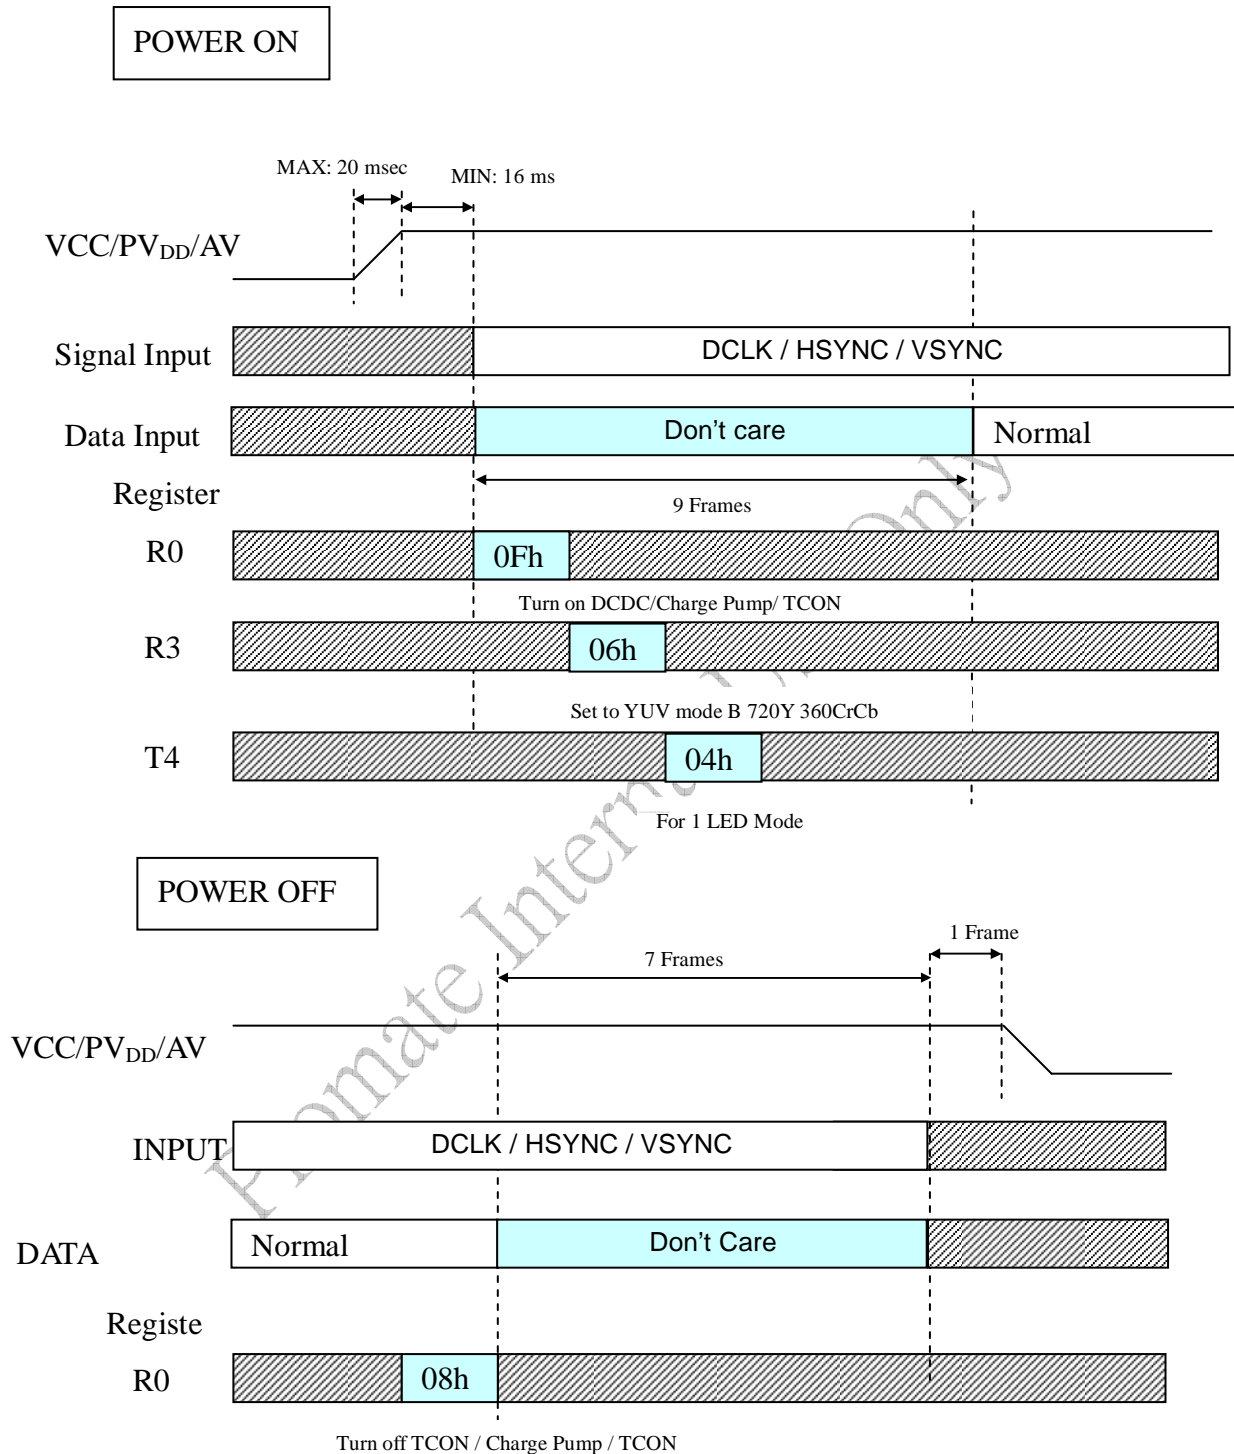 POWER ON
MAX: 20 msec
MIN: 16 ms
VCC/PVDD/AV
Signal Input
DCLK / HSYNC / VSYNC
Data Input
Don't care
Normal
Register
9 Frames
R0
0Fh
Turn on DCDC/Charge Pump/ TCON
R3
06h
Set to YUV mode B 720Y 360CrCb
T4
04h
For 1 LED Mode
POWER OFF
1 Frame
7 Frames
VCC/PVDD/AV
INPUT
DCLK / HSYNC / VSYNC
DATA
Normal
Don't Care
Registe
R0
08h
Turn off TCON / Charge Pump / TCON
Only